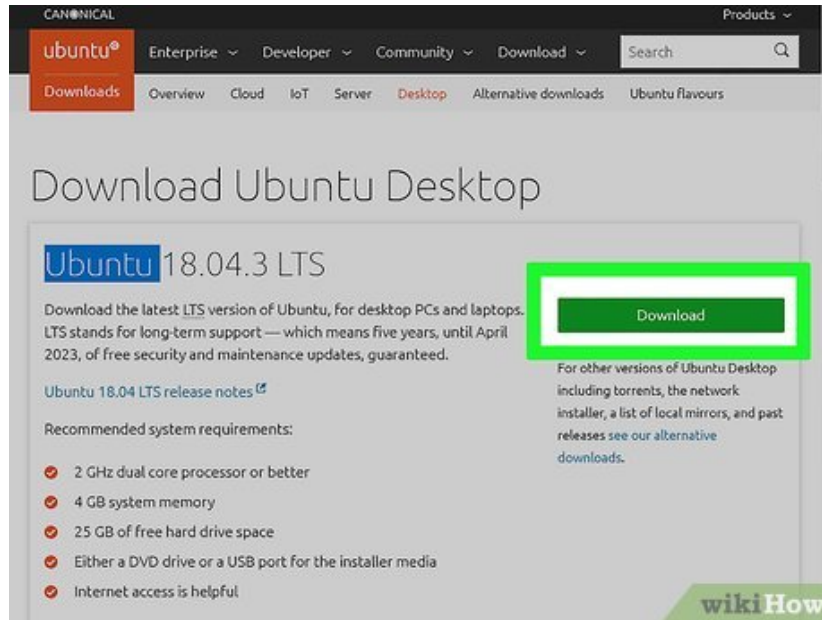 CANONICAL Products
ubuntu Enterprise Developer Community Download Search
Downloads Overview Cloud IoT Server Desktop Alternative downloads Ubuntu flavours
Download Ubuntu Desktop
Ubuntu 18.04.3 LTS
Download the latest LTS version of Ubuntu, for desktop PCs and laptops.
LTS stands for long-term support — which means five years, until April
2023, of free security and maintenance updates, guaranteed.
Ubuntu 18.04 LTS release notes
Recommended system requirements:
2 GHz dual core processor or better
4 GB system memory
25 GB of free hard drive space
Either a DVD drive or a USB port for the installer media
Internet access is helpful
Download
For other versions of Ubuntu Desktop
including torrents, the network
installer, a list of local mirrors, and past
releases see our alternative
downloads.
wikiHow